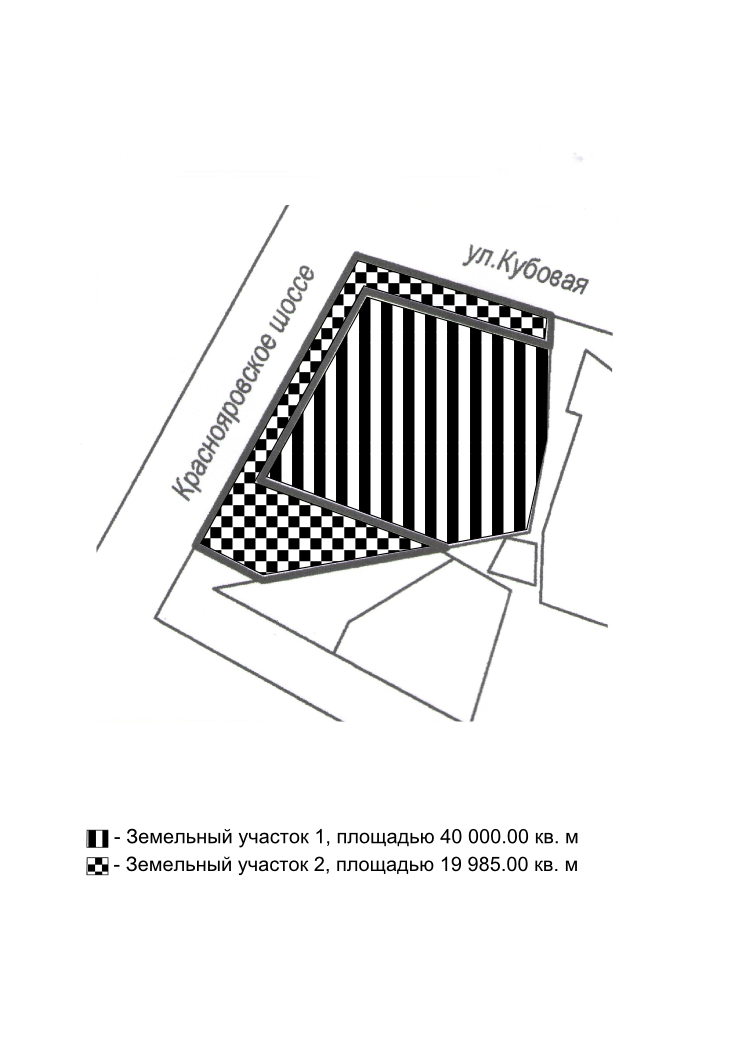 ул.Кубовая
Краснояровское шоссе
- Земельный участок 1, площадью 40 000.00 кв. м
- Земельный участок 2, площадью 19 985.00 кв. м